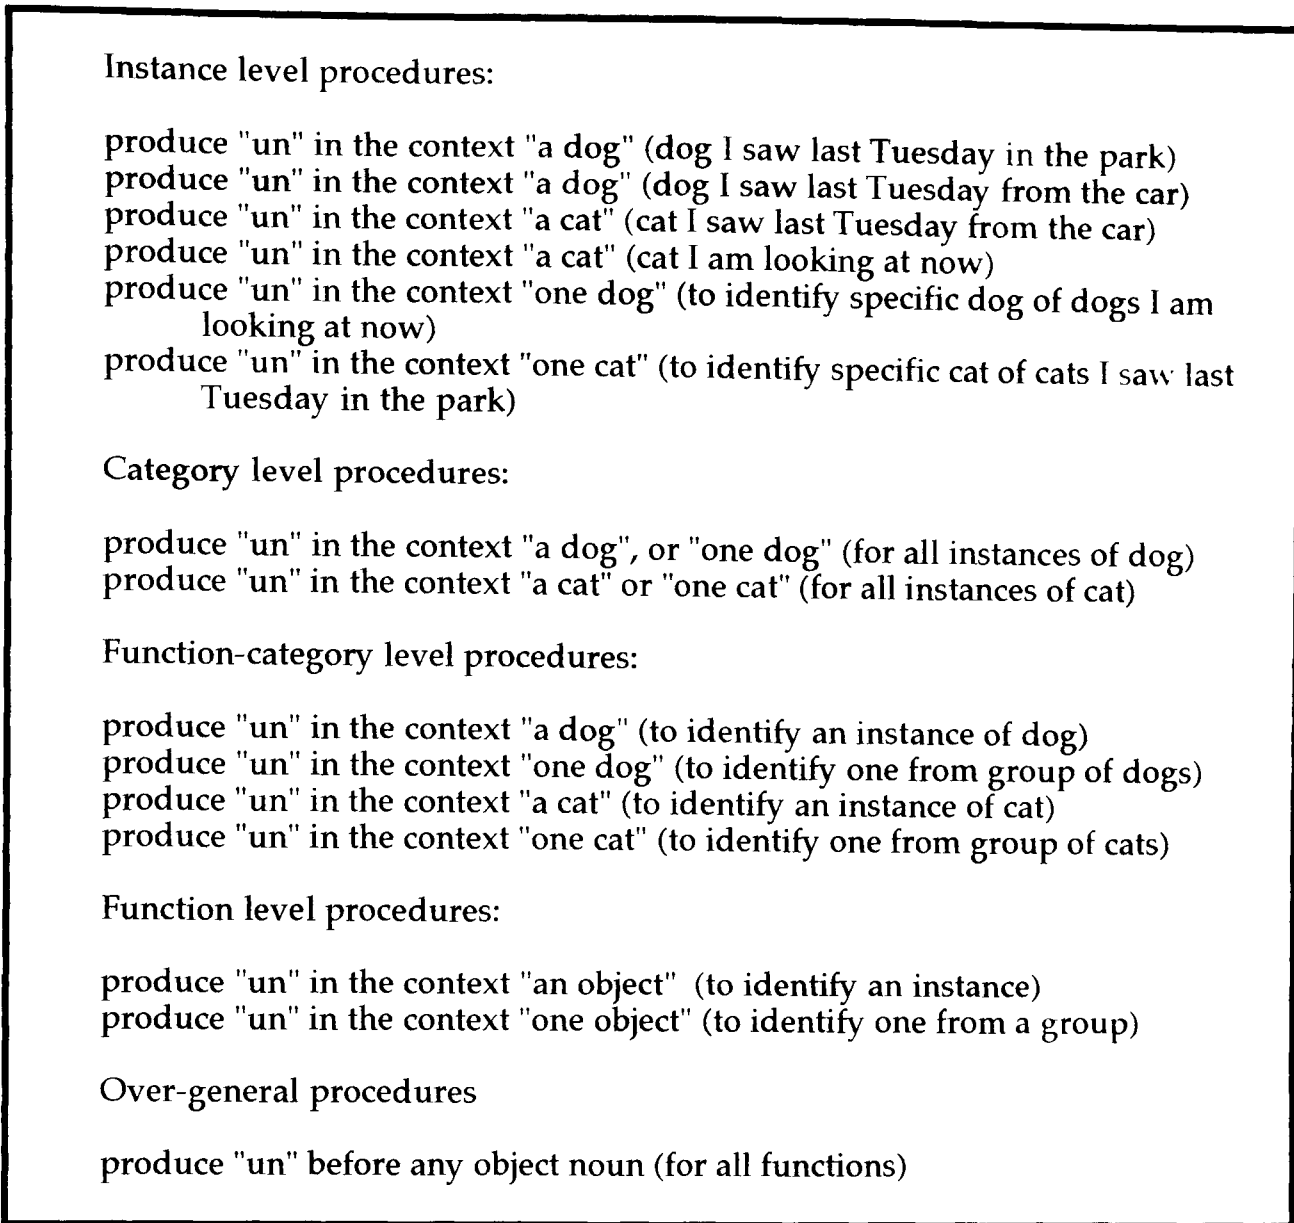 Instance level procedures:
produce "un" in the context "a dog" (dog I saw last Tuesday in the park)
produce "un" in the context "a dog" (dog I saw last Tuesday from the car)
produce "un" in the context "a cat" (cat I saw last Tuesday from the car)
produce "un" in the context "a cat" (cat I am looking at now)
produce "un" in the context "one dog" (to identify specific dog of dogs I am
looking at now)
produce "un" in the context "one cat" (to identify specific cat of cats I saw last
Tuesday in the park)
Category level procedures:
produce "un" in the context "a dog", or "one dog" (for all instances of dog)
produce "un" in the context "a cat" or "one cat" (for all instances of cat)
Function-category level procedures:
produce "un" in the context "a dog" (to identify an instance of dog)
produce "un" in the context "one dog" (to identify one from group of dogs)
produce "un" in the context "a cat" (to identify an instance of cat)
produce "un" in the context "one cat" (to identify one from group of cats)
Function level procedures:
produce "un" in the context "an object" (to identify an instance)
produce "un" in the context "one object" (to identify one from a group)
Over-general procedures
produce "un" before any object noun (for all functions)